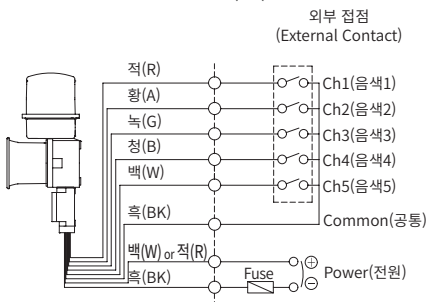 외부 접점
(External Contact)
적(R)
Ch1(음색1)
황(A)
Ch2(음색2)
녹(G)
Ch3(음색3)
청(B)
Ch4(음색4)
백(W)
Ch5(음색5)
흑(BK)
Common(공통)
백(W) or 적(R)
⊕
흑(BK)
Fuse
⊖
Power(전원)